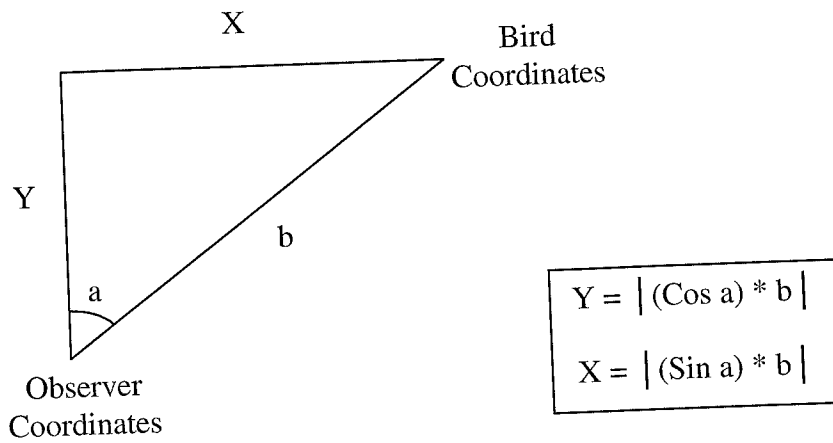 X
Bird
Coordinates
Y
b
a
Observer
Coordinates
Y = | (Cos a) * b |
X = | (Sin a) * b |